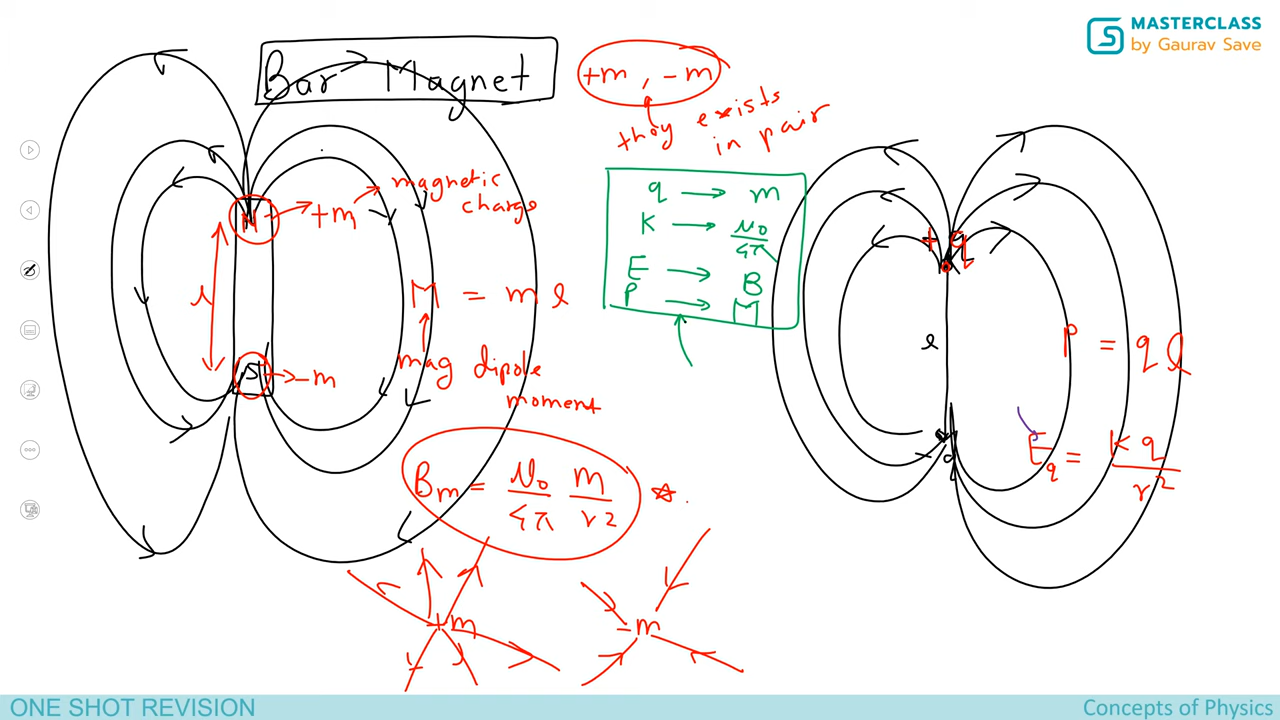 MASTERCLASS
by Gaurav Save
Bar Magnet
+m , -m
they exists
in pair
q → m
K → μ₀/4π
E → B
P → M
N → +m → magnetic
charge
l
M = m l
mag dipole
moment
S → -m
Bₘ = μ₀/4π m/r²
+m
-m
+q
l
-q
P = q l
E_q = Kq/r²
ONE SHOT REVISION
Concepts of Physics